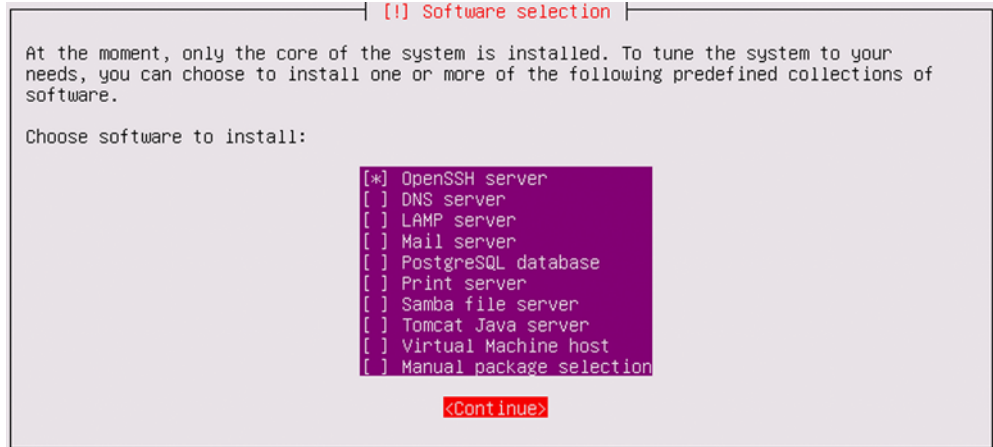 [!] Software selection
At the moment, only the core of the system is installed. To tune the system to your
needs, you can choose to install one or more of the following predefined collections of
software.
Choose software to install:
[*] OpenSSH server
[ ] DNS server
[ ] LAMP server
[ ] Mail server
[ ] PostgreSQL database
[ ] Print server
[ ] Samba file server
[ ] Tomcat Java server
[ ] Virtual Machine host
[ ] Manual package selection
<Continue>